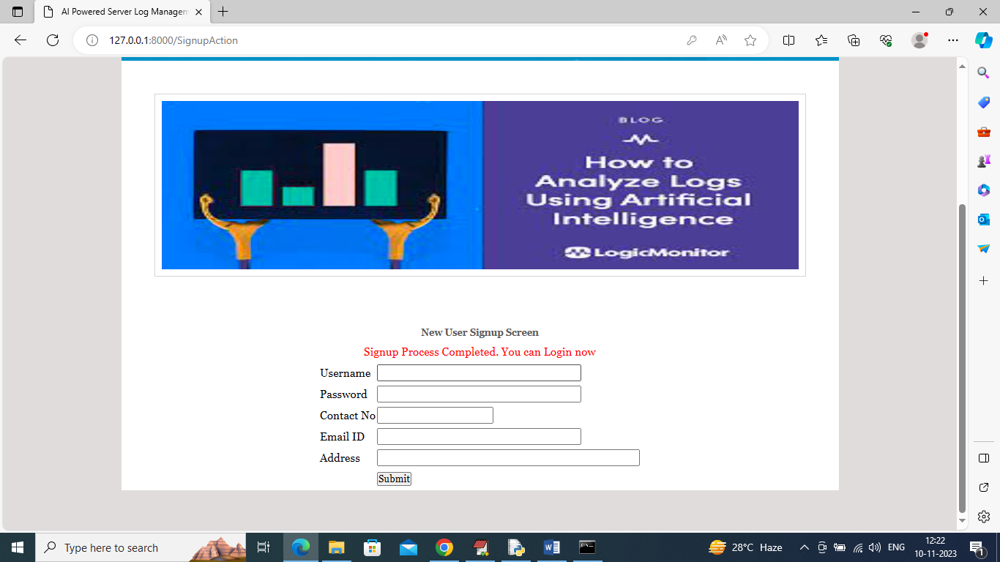 AI Powered Server Log Managem
127.0.0.1:8000/SignupAction
BLOG
How to
Analyze Logs
Using Artificial
Intelligence
LogicMonitor
New User Signup Screen
Signup Process Completed. You can Login now
Username
Password
Contact No
Email ID
Address
Submit
Type here to search
28°C Haze
ENG
12:22
10-11-2023
1